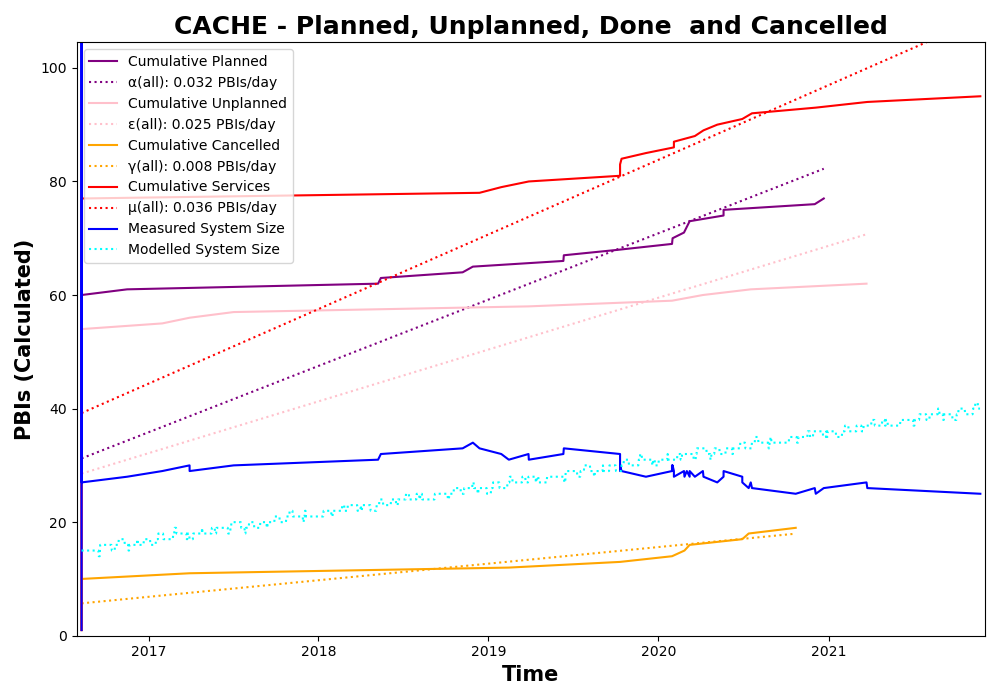 CACHE - Planned, Unplanned, Done  and Cancelled
PBIs (Calculated)
100
80
60
40
20
0
Cumulative Planned
α(all): 0.032 PBIs/day
Cumulative Unplanned
ε(all): 0.025 PBIs/day
Cumulative Cancelled
γ(all): 0.008 PBIs/day
Cumulative Services
μ(all): 0.036 PBIs/day
Measured System Size
Modelled System Size
2017 2018 2019 2020 2021
Time